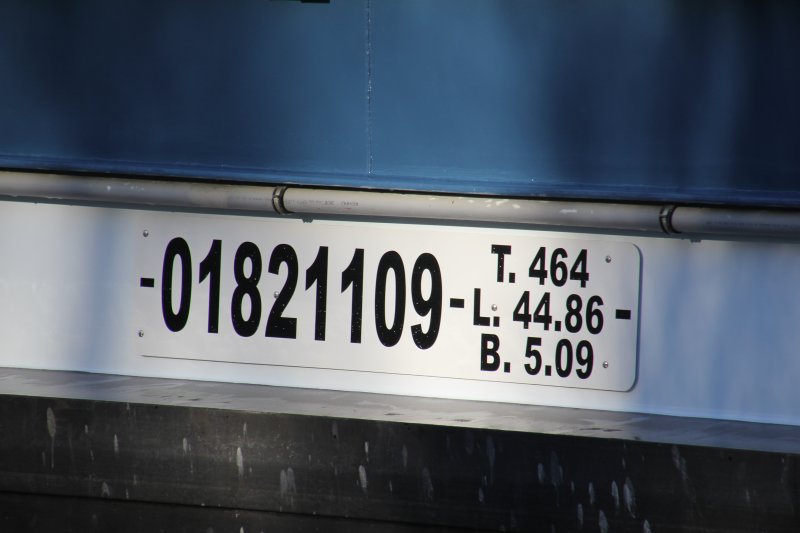 -01821109-
T. 464
L. 44.86 -
B. 5.09